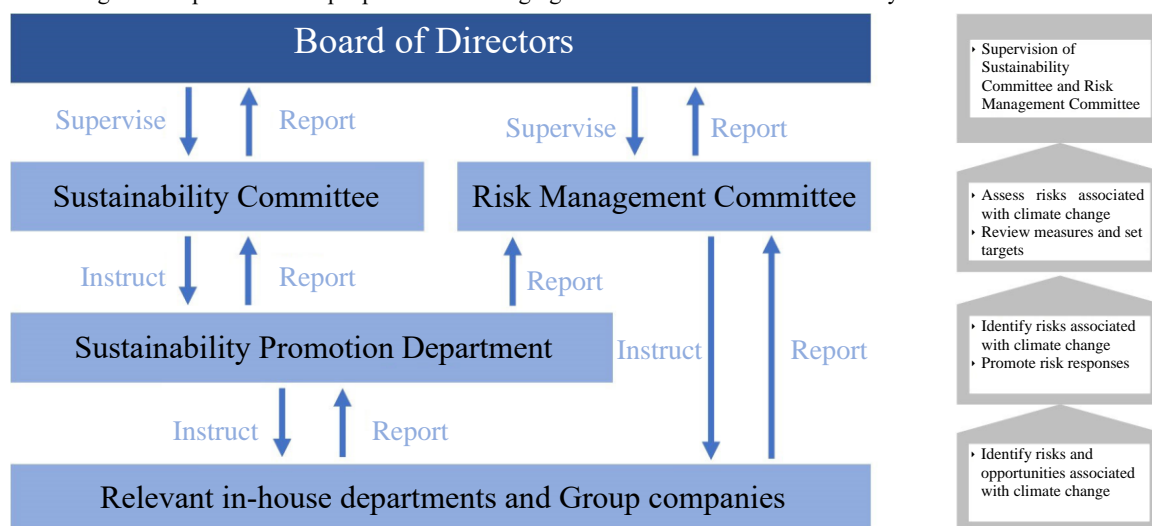 Board of Directors
Supervise
Report
Supervise
Report
Sustainability Committee
Risk Management Committee
Instruct
Report
Report
Sustainability Promotion Department
Instruct
Report
Instruct
Report
Relevant in-house departments and Group companies
‣ Supervision of
Sustainability
Committee and Risk
Management Committee
‣ Assess risks associated
with climate change
‣ Review measures and set
targets
‣ Identify risks associated
with climate change
‣ Promote risk responses
‣ Identify risks and
opportunities associated
with climate change